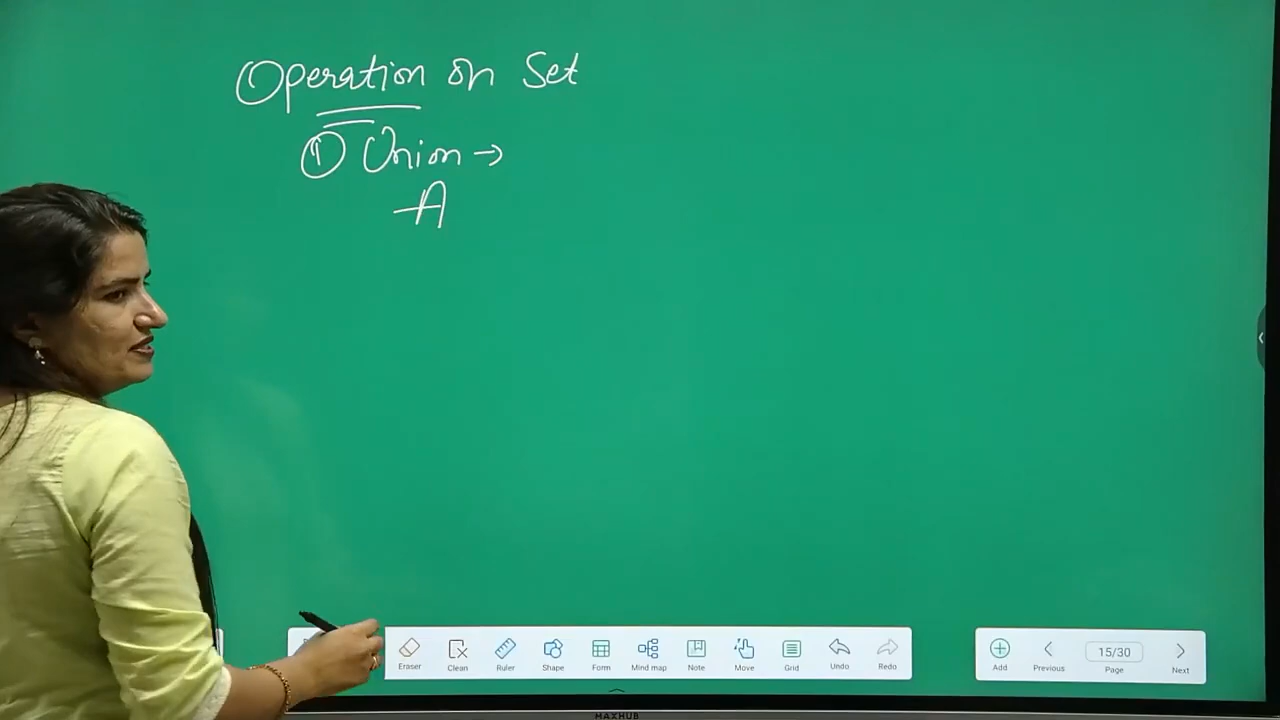 Operation on Set
① Union →
A
Eraser Clean Ruler Shape Form Mind map Note Move Grid Undo Redo Add Previous 15/30 Page Next
MAXHUB